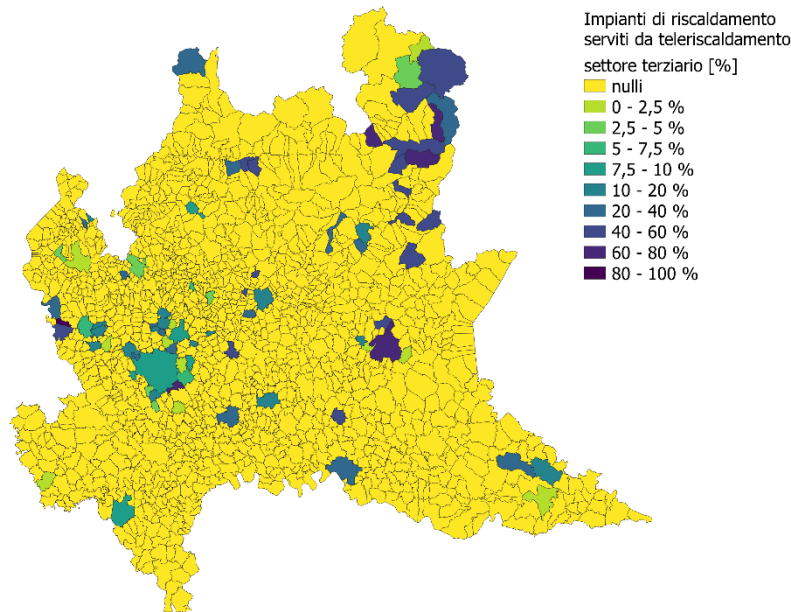 Impianti di riscaldamento
serviti da teleriscaldamento
settore terziario [%]
nulli
0 - 2,5 %
2,5 - 5 %
5 - 7,5 %
7,5 - 10 %
10 - 20 %
20 - 40 %
40 - 60 %
60 - 80 %
80 - 100 %